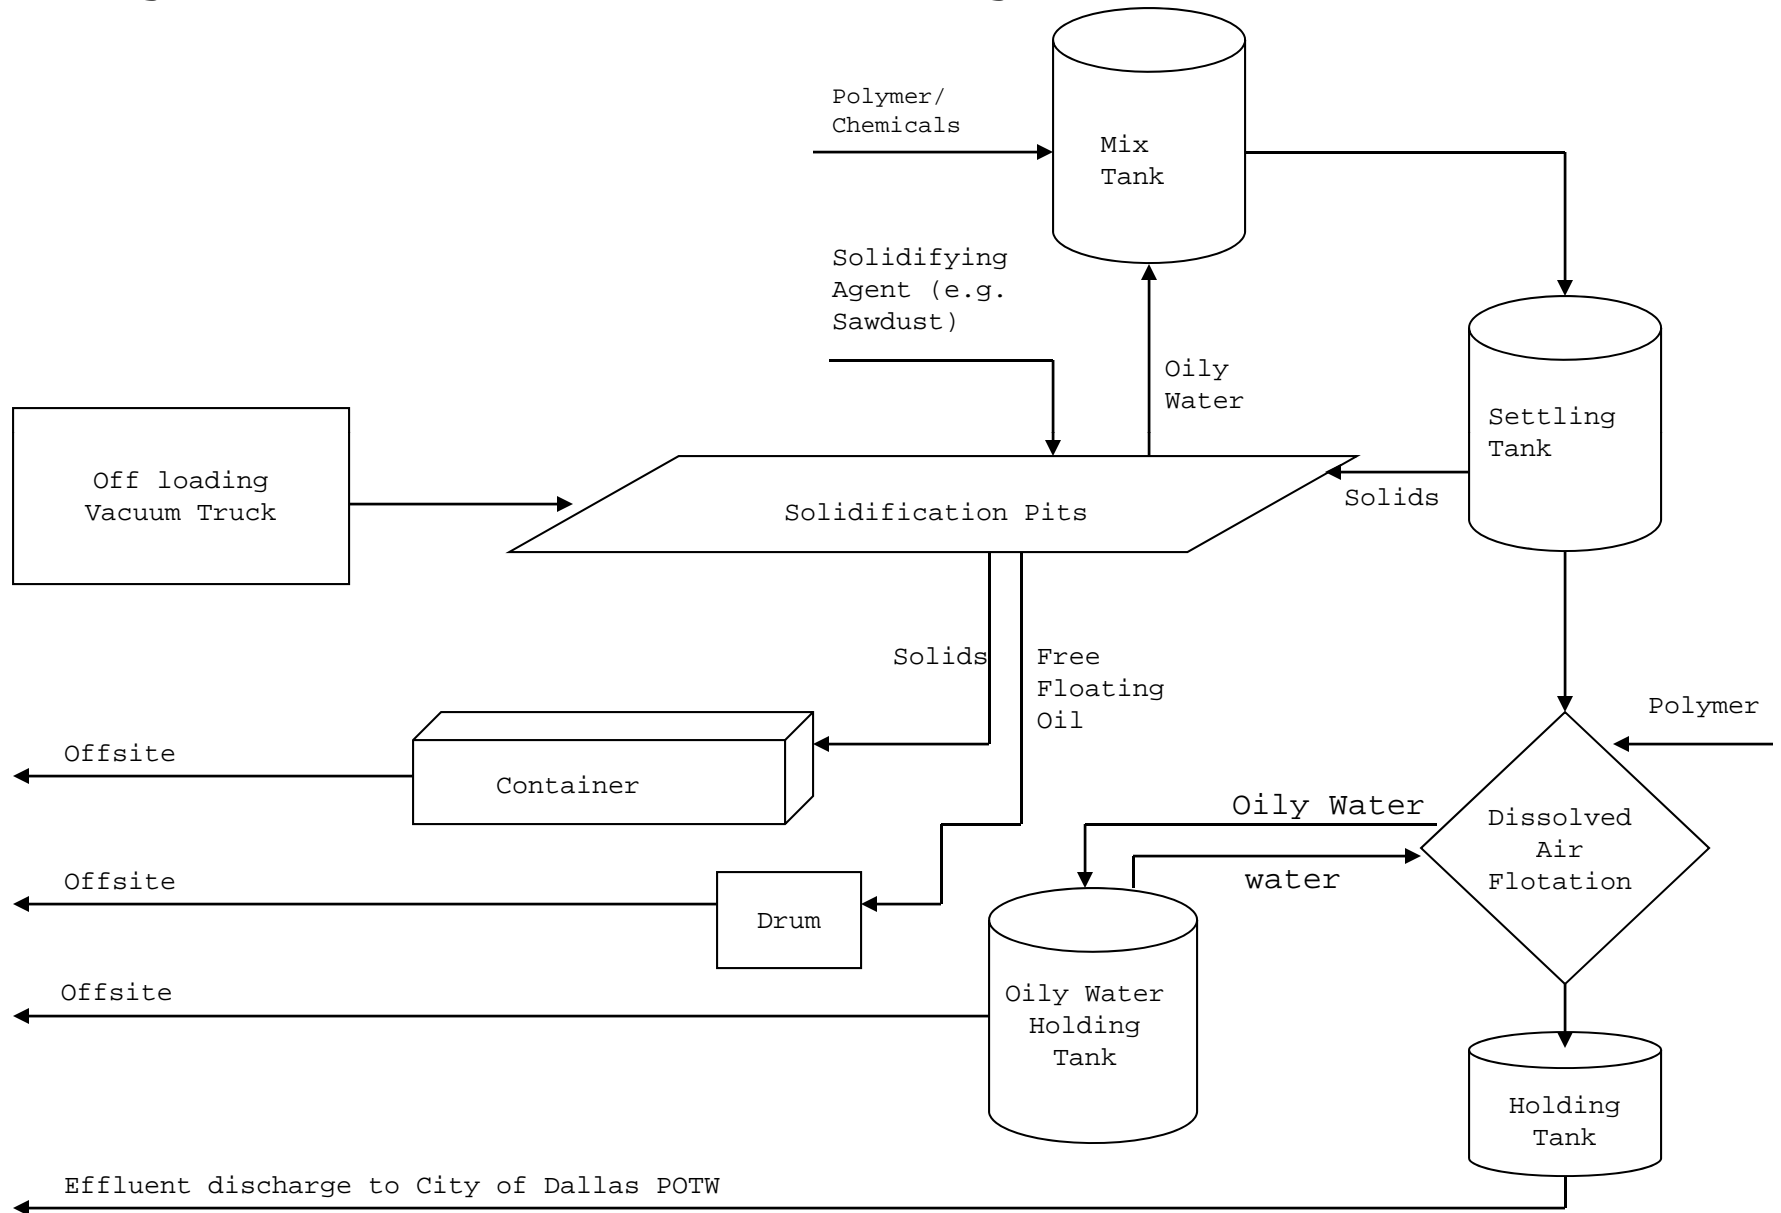 Polymer/
Chemicals
Mix
Tank
Solidifying
Agent (e.g.
Sawdust)
Oily
Water
Settling
Tank
Off loading
Vacuum Truck
Solidification Pits
Solids
Solids
Free
Floating
Oil
Polymer
Offsite
Container
Oily Water
Dissolved
Air
Flotation
water
Offsite
Drum
Offsite
Oily Water
Holding
Tank
Holding
Tank
Effluent discharge to City of Dallas POTW